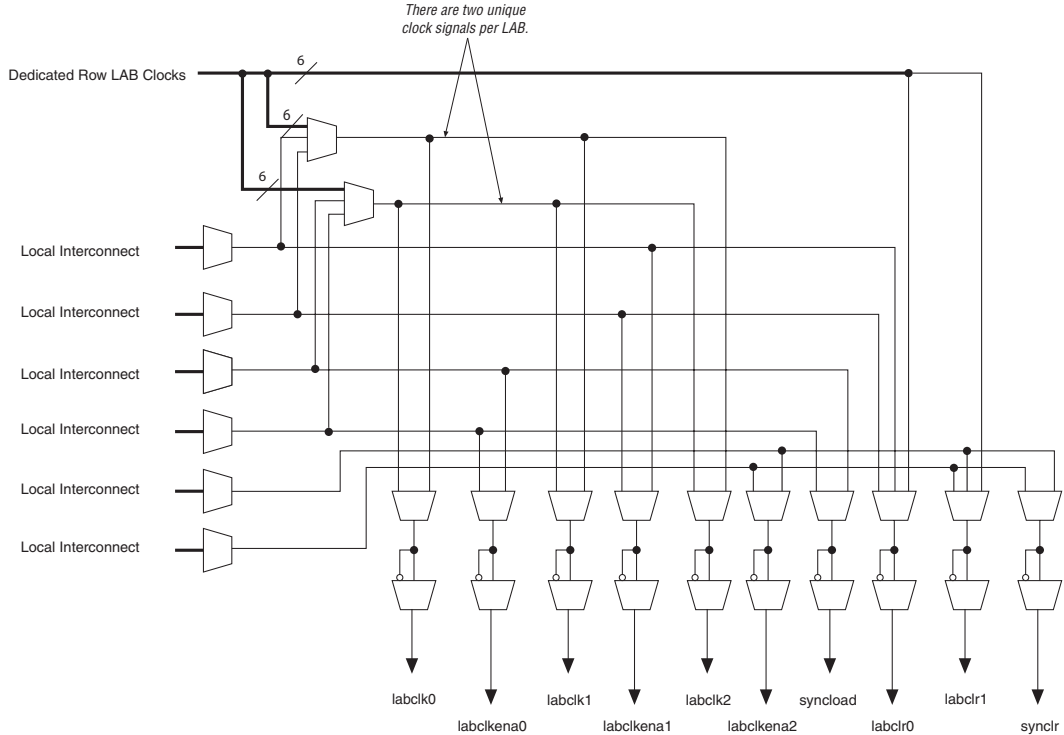 There are two unique
clock signals per LAB.
6
Dedicated Row LAB Clocks
6
6
Local Interconnect
Local Interconnect
Local Interconnect
Local Interconnect
Local Interconnect
Local Interconnect
labclk0
labclk1
labclk2
syncload
labclr1
labclkena0
labclkena1
labclkena2
labclr0
synclr